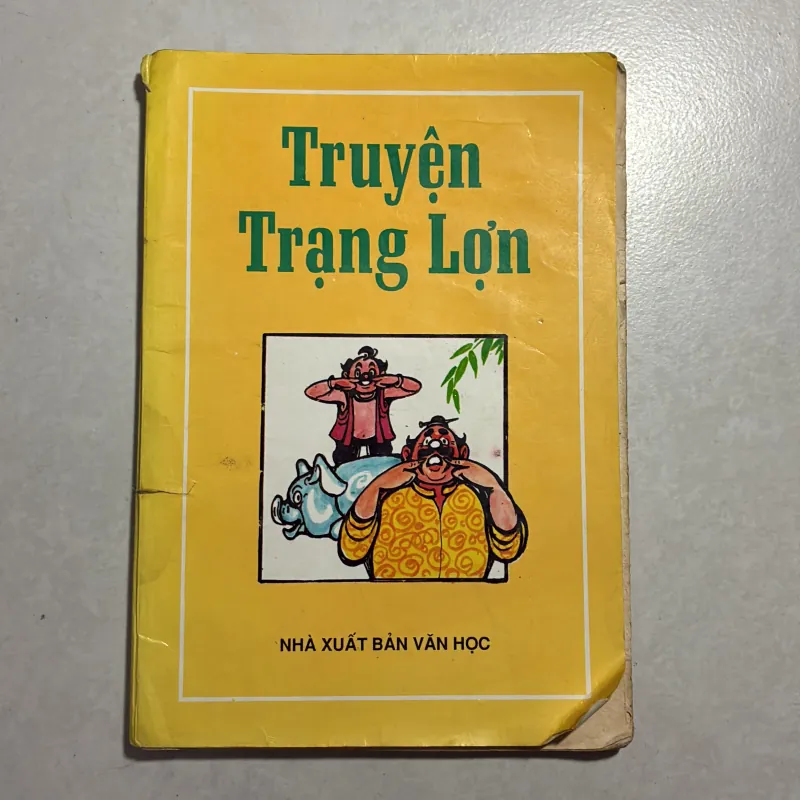 Truyện
Trạng Lợn
NHÀ XUẤT BẢN VĂN HỌC